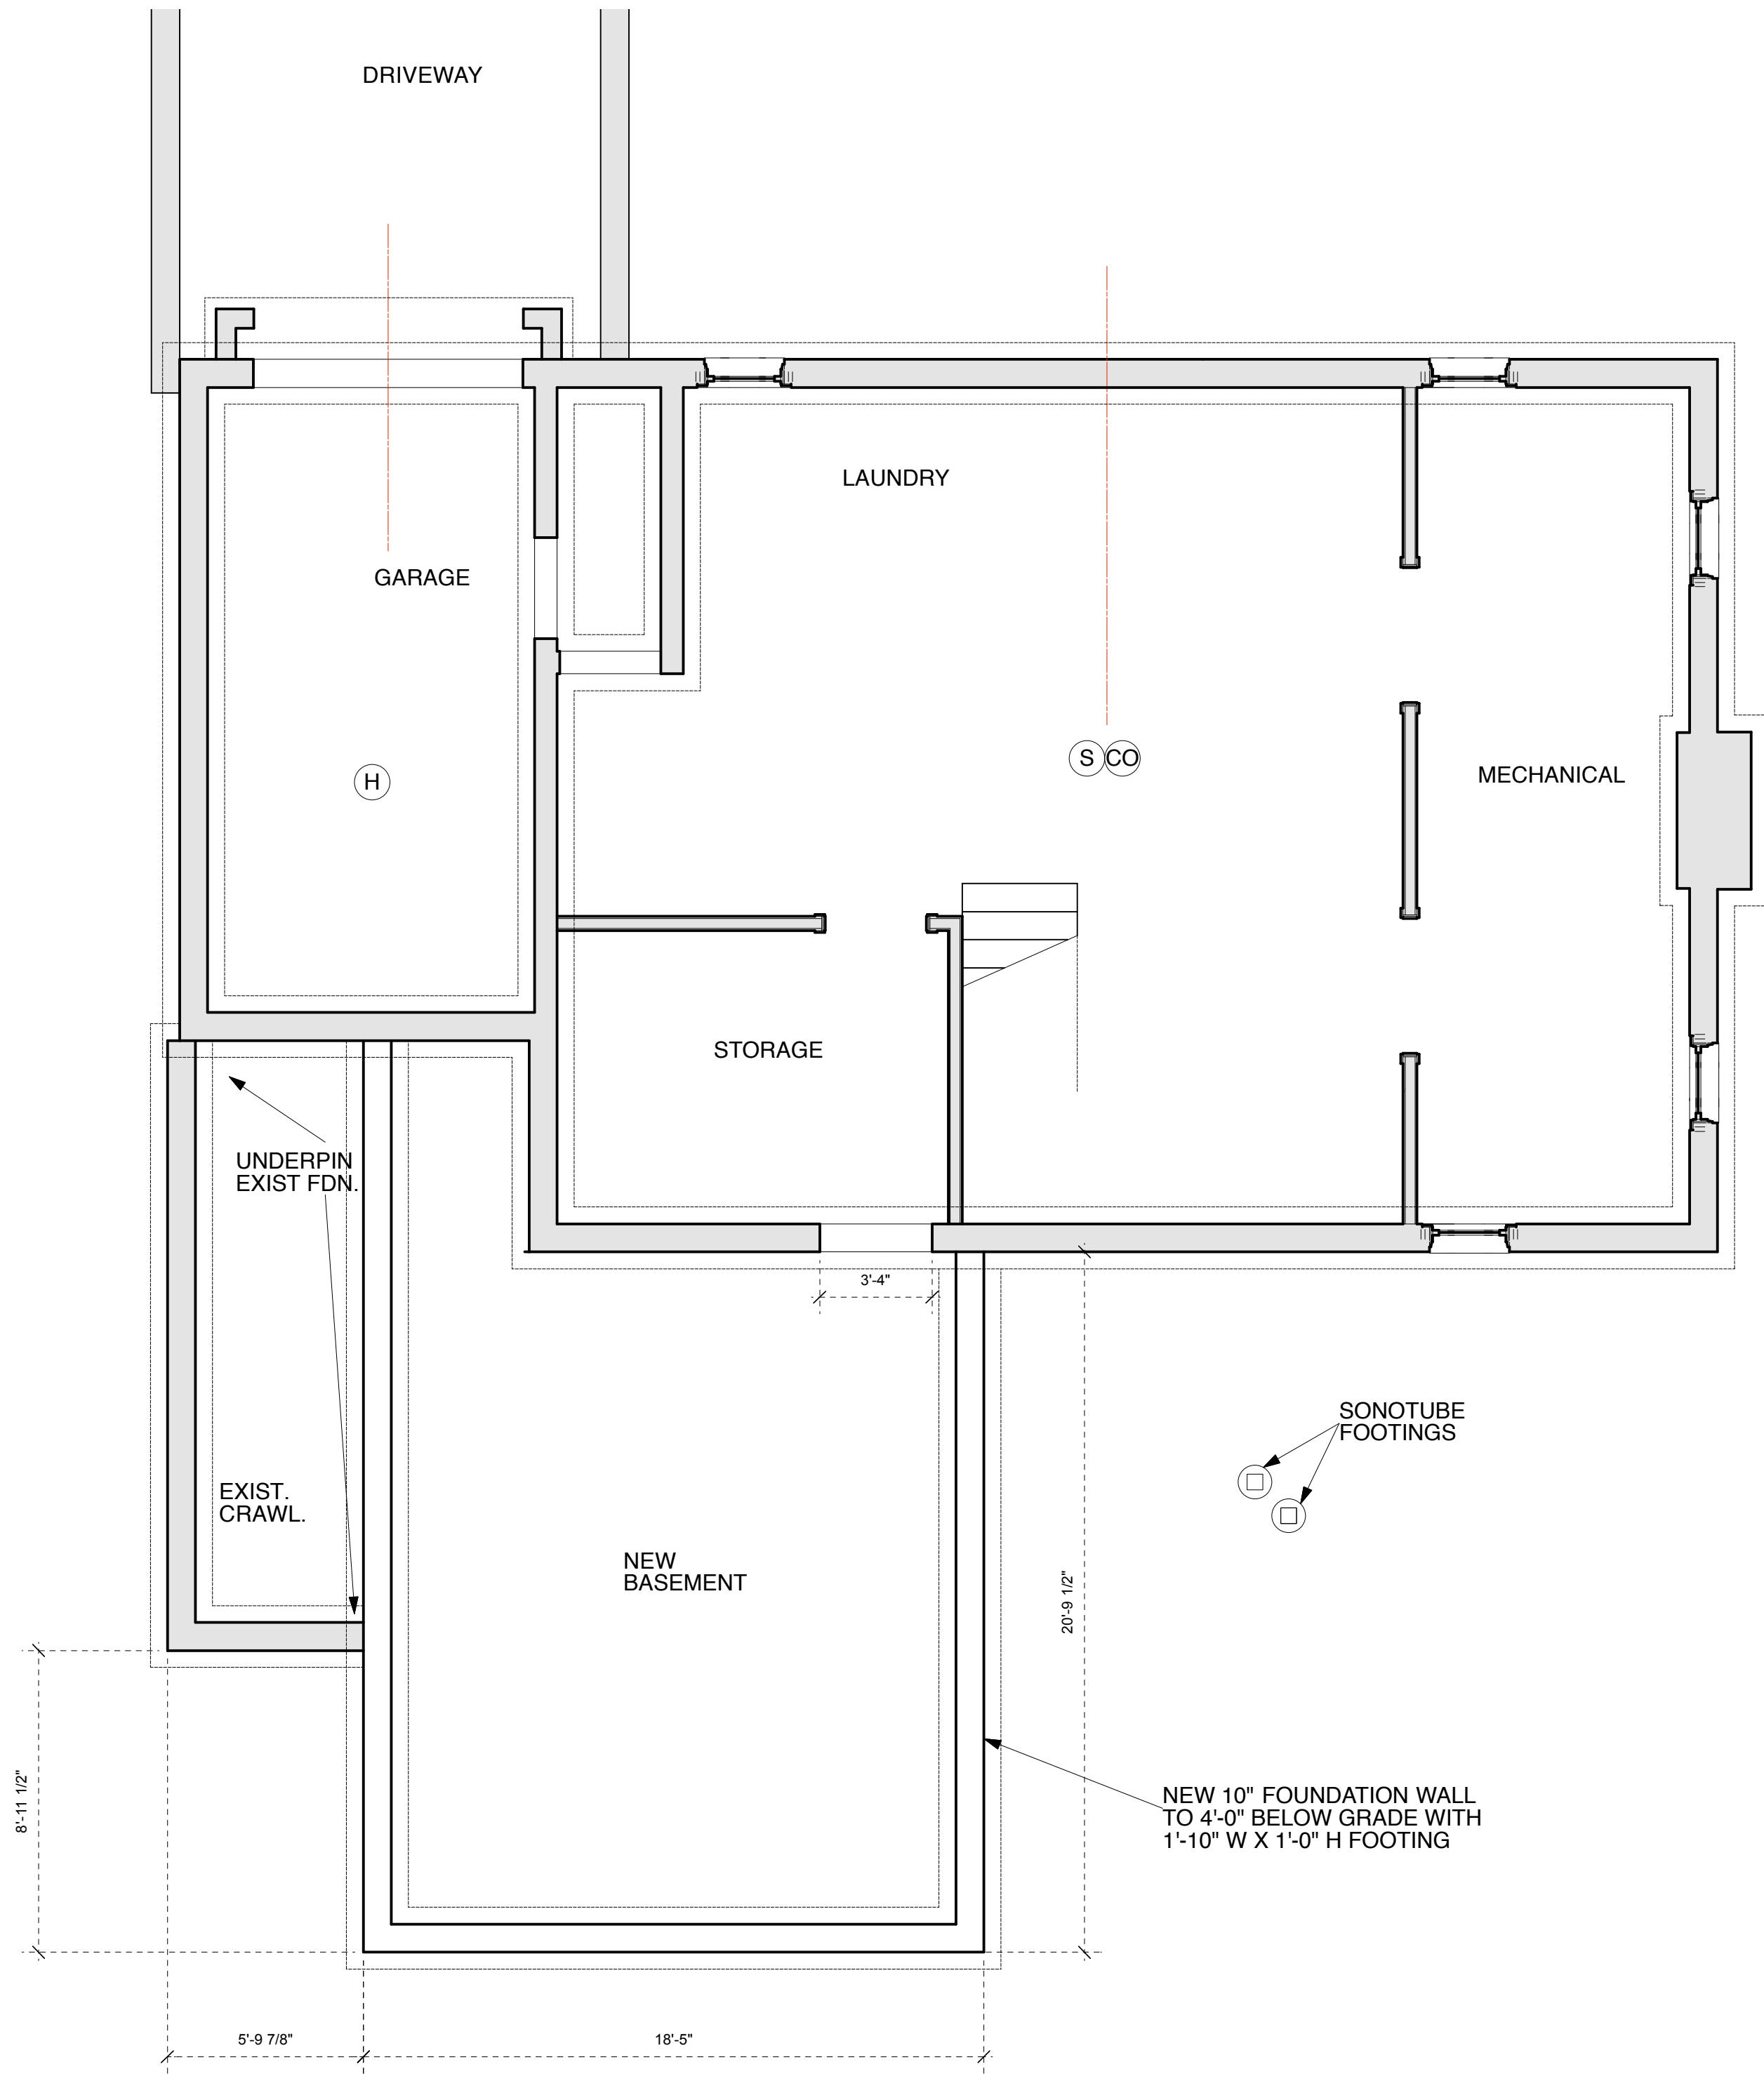 DRIVEWAY
LAUNDRY
GARAGE
S
CO
H
MECHANICAL
STORAGE
UNDERPIN
EXIST FDN.
3'-4"
SONOTUBE
FOOTINGS
EXIST.
CRAWL.
NEW
BASEMENT
20'-9 1/2"
8'-11 1/2"
NEW 10" FOUNDATION WALL
TO 4'-0" BELOW GRADE WITH
1'-10" W X 1'-0" H FOOTING
5'-9 7/8"
18'-5"